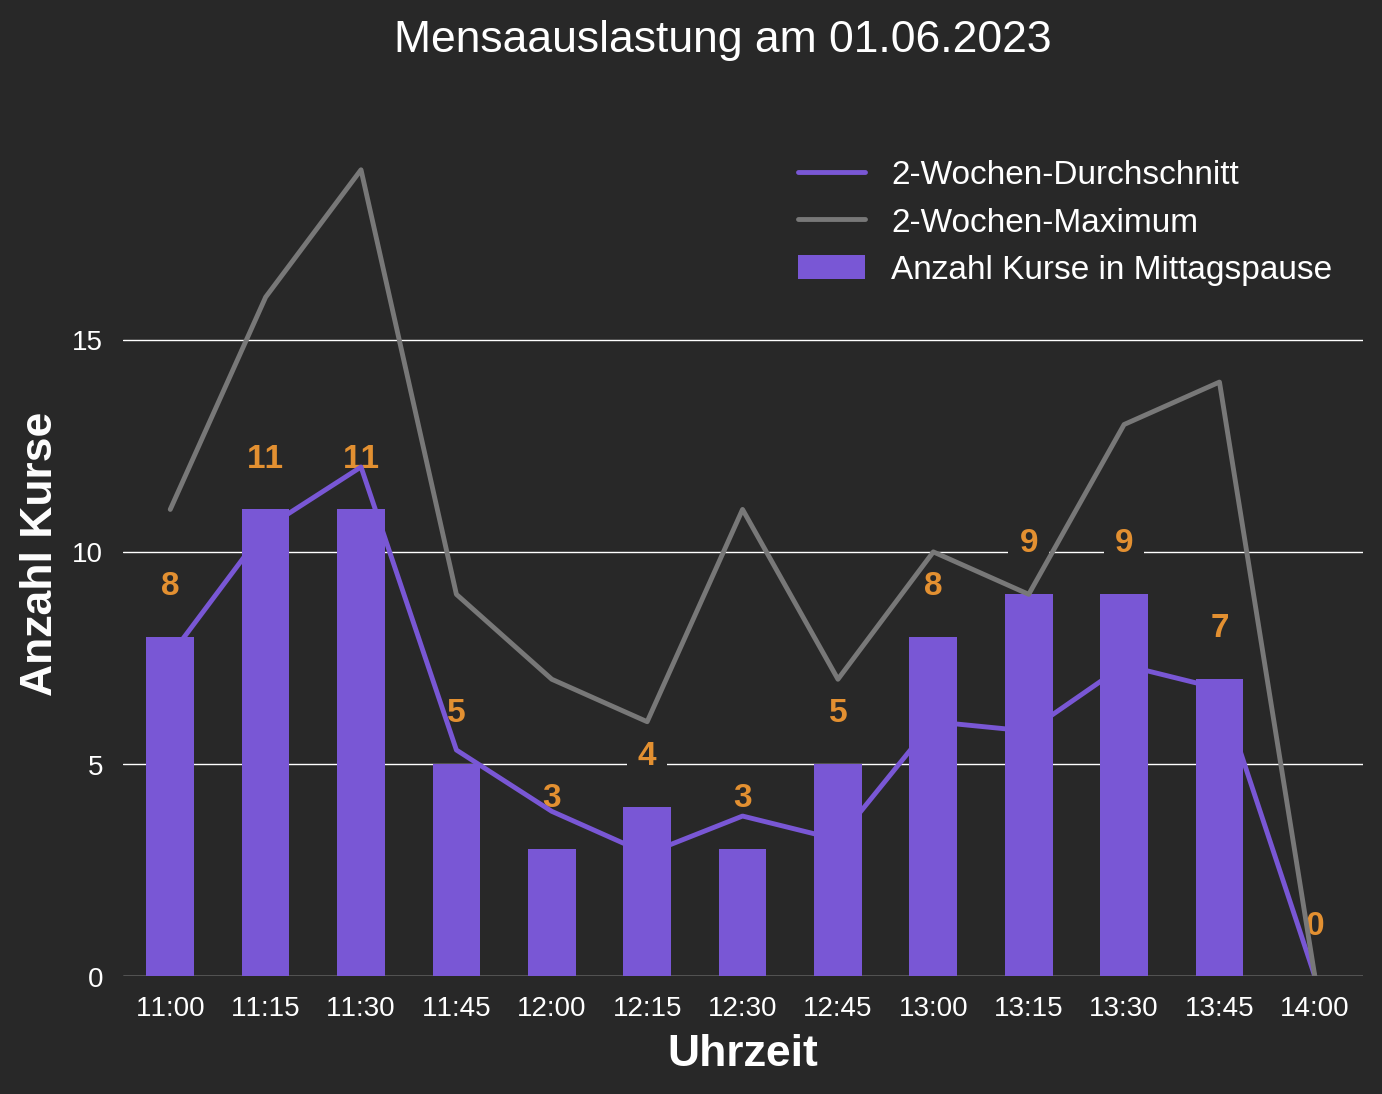 Mensaauslastung am 01.06.2023
2-Wochen-Durchschnitt
2-Wochen-Maximum
Anzahl Kurse in Mittagspause
Anzahl Kurse
15
10
5
0
8
11
11
5
3
4
3
5
8
9
9
7
0
11:00 11:15 11:30 11:45 12:00 12:15 12:30 12:45 13:00 13:15 13:30 13:45 14:00
Uhrzeit